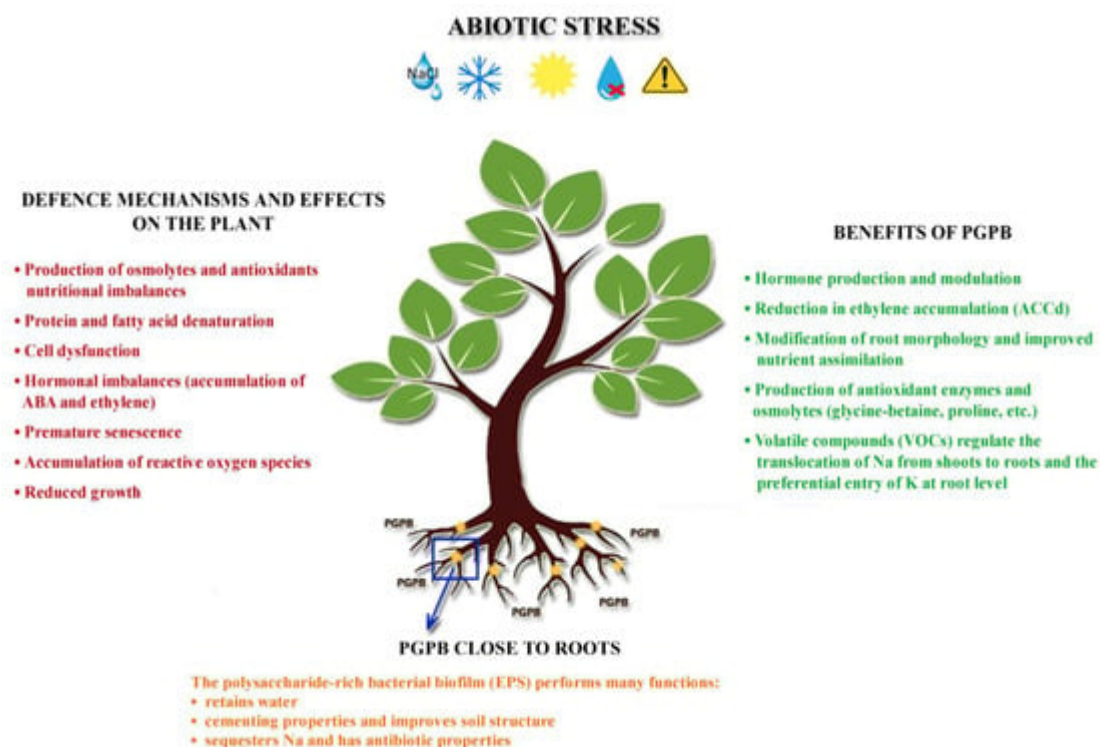 ABIOTIC STRESS
NaCl
DEFENCE MECHANISMS AND EFFECTS
ON THE PLANT
• Production of osmolytes and antioxidants
nutritional imbalances
• Protein and fatty acid denaturation
• Cell dysfunction
• Hormonal imbalances (accumulation of
ABA and ethylene)
• Premature senescence
• Accumulation of reactive oxygen species
• Reduced growth
BENEFITS OF PGPB
• Hormone production and modulation
• Reduction in ethylene accumulation (ACCd)
• Modification of root morphology and improved
nutrient assimilation
• Production of antioxidant enzymes and
osmolytes (glycine-betaine, proline, etc.)
• Volatile compounds (VOCs) regulate the
translocation of Na from shoots to roots and the
preferential entry of K at root level
PGPB
PGPB
PGPB
PGPB
PGPB
PGPB CLOSE TO ROOTS
The polysaccharide-rich bacterial biofilm (EPS) performs many functions:
• retains water
• cementing properties and improves soil structure
• sequesters Na and has antibiotic properties